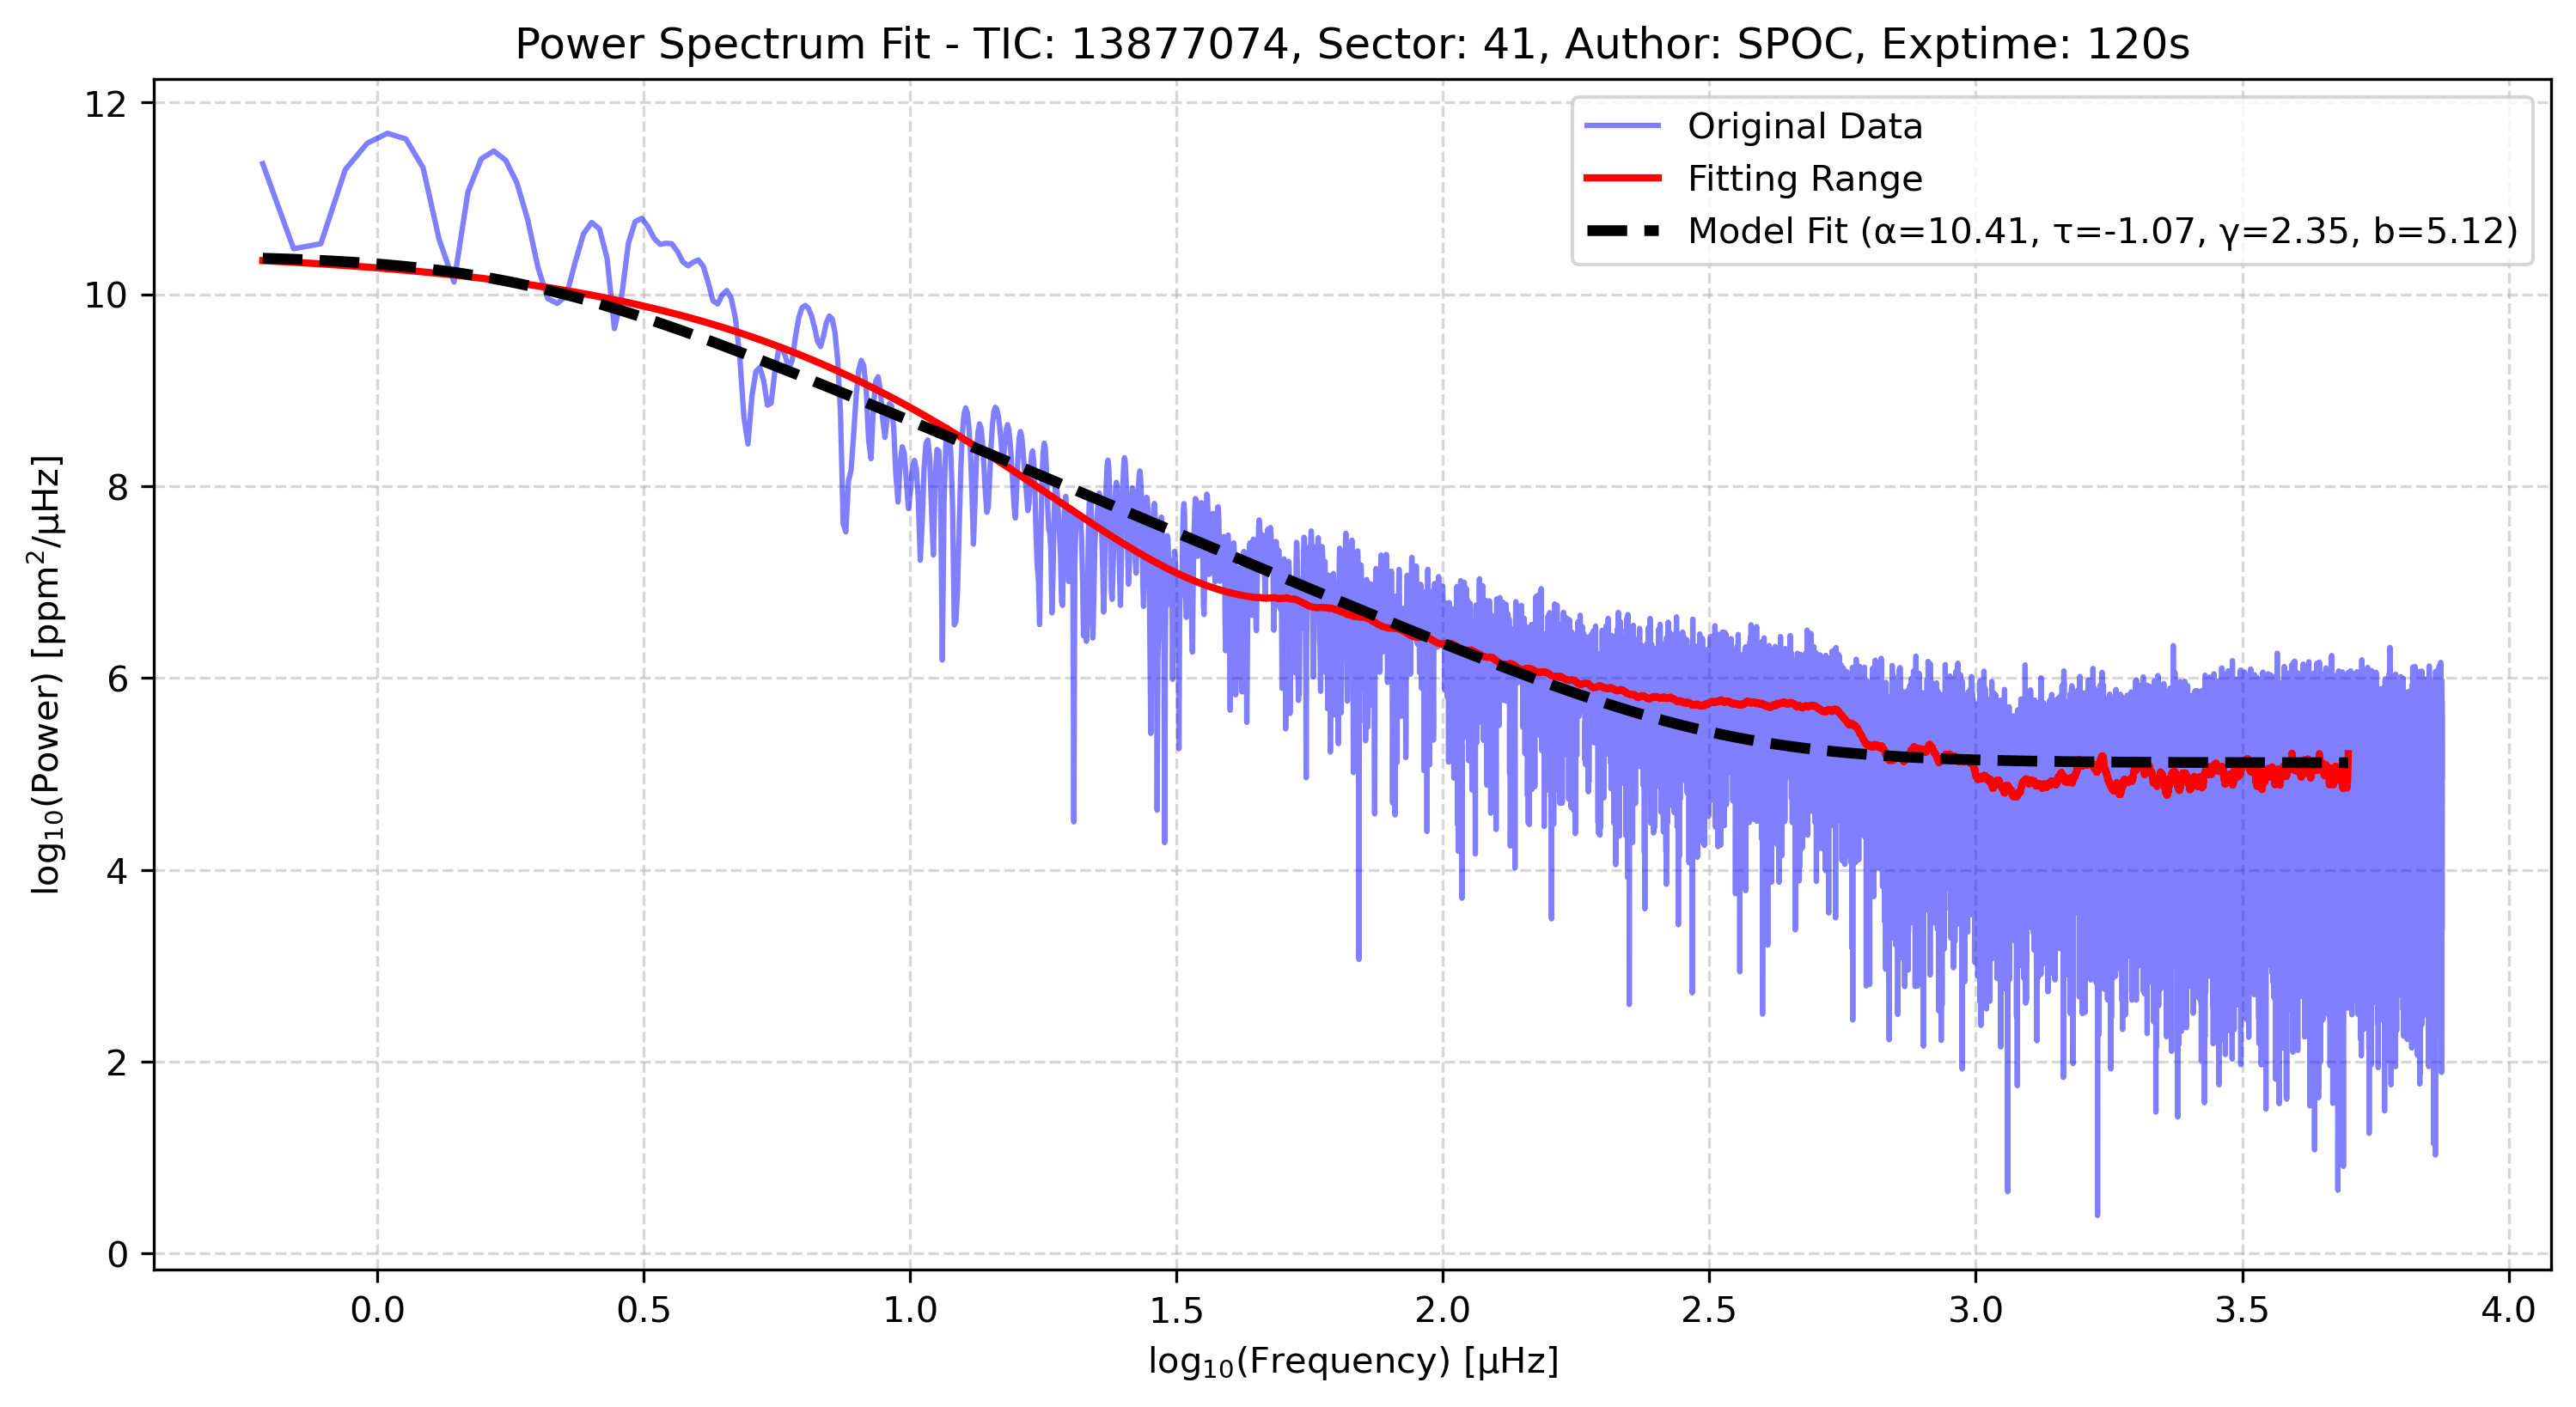 Power Spectrum Fit - TIC: 13877074, Sector: 41, Author: SPOC, Exptime: 120s
Original Data
Fitting Range
Model Fit (α=10.41, τ=-1.07, γ=2.35, b=5.12)
log₁₀(Power) [ppm²/μHz]
12
10
8
6
4
2
0
0.0 0.5 1.0 1.5 2.0 2.5 3.0 3.5 4.0
log₁₀(Frequency) [μHz]